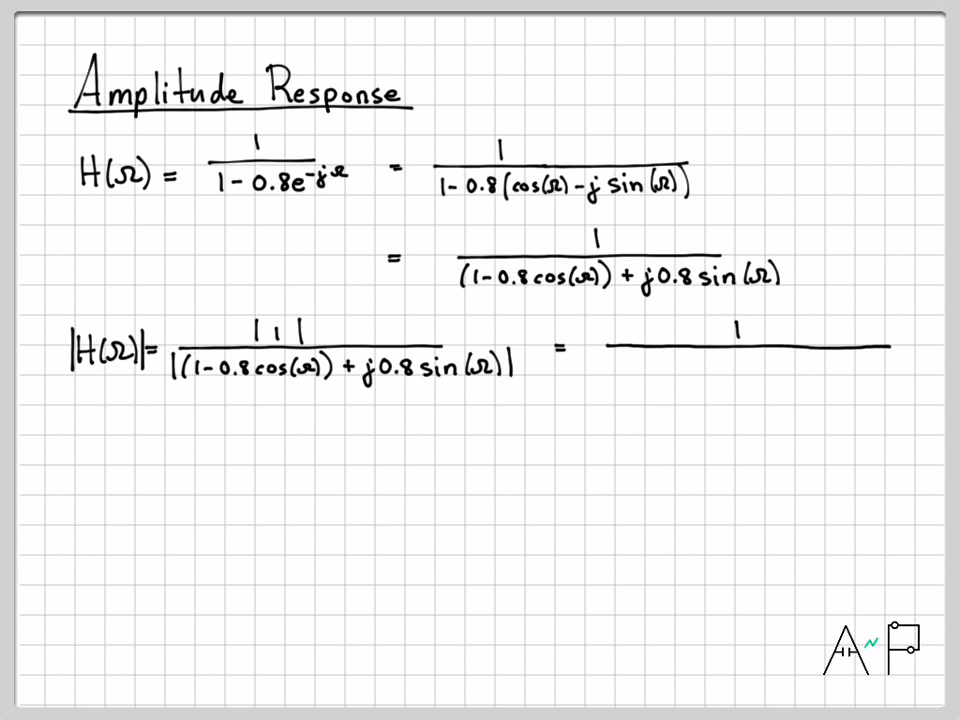 Amplitude Response
H(Ω) = 1 / (1 - 0.8e^-jΩ) = 1 / (1 - 0.8(cos(Ω) - j sin(Ω)))
= 1 / ((1 - 0.8 cos(Ω)) + j0.8 sin(Ω))
|H(Ω)| = |1| / |(1 - 0.8 cos(Ω)) + j0.8 sin(Ω)| = 1 /
AP